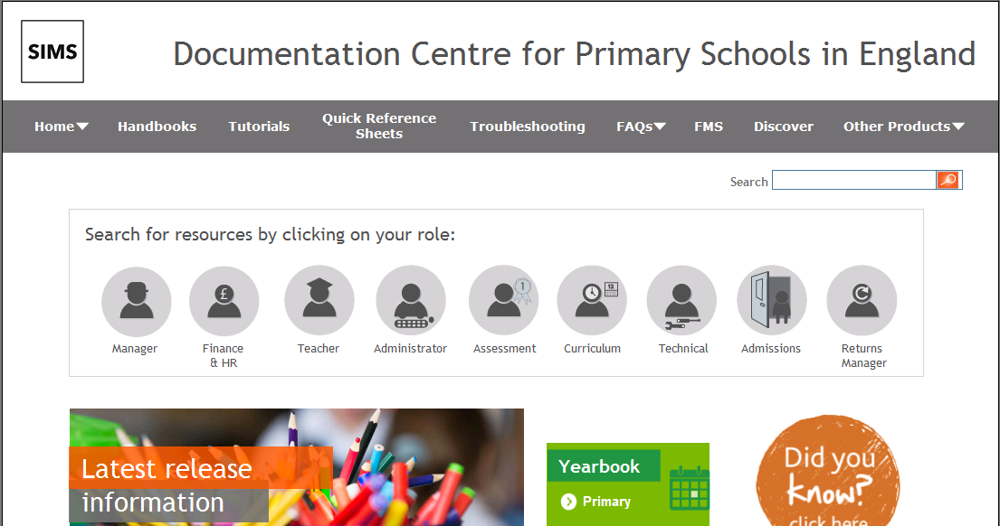 SIMS
Documentation Centre for Primary Schools in England
Home
Handbooks
Tutorials
Quick Reference
Sheets
Troubleshooting
FAQs
FMS
Discover
Other Products
Search
Search for resources by clicking on your role:
£
1
12
Manager
Finance
& HR
Teacher
Administrator
Assessment
Curriculum
Technical
Admissions
Returns
Manager
Latest release
information
Yearbook
Primary
Did you
know?
click here